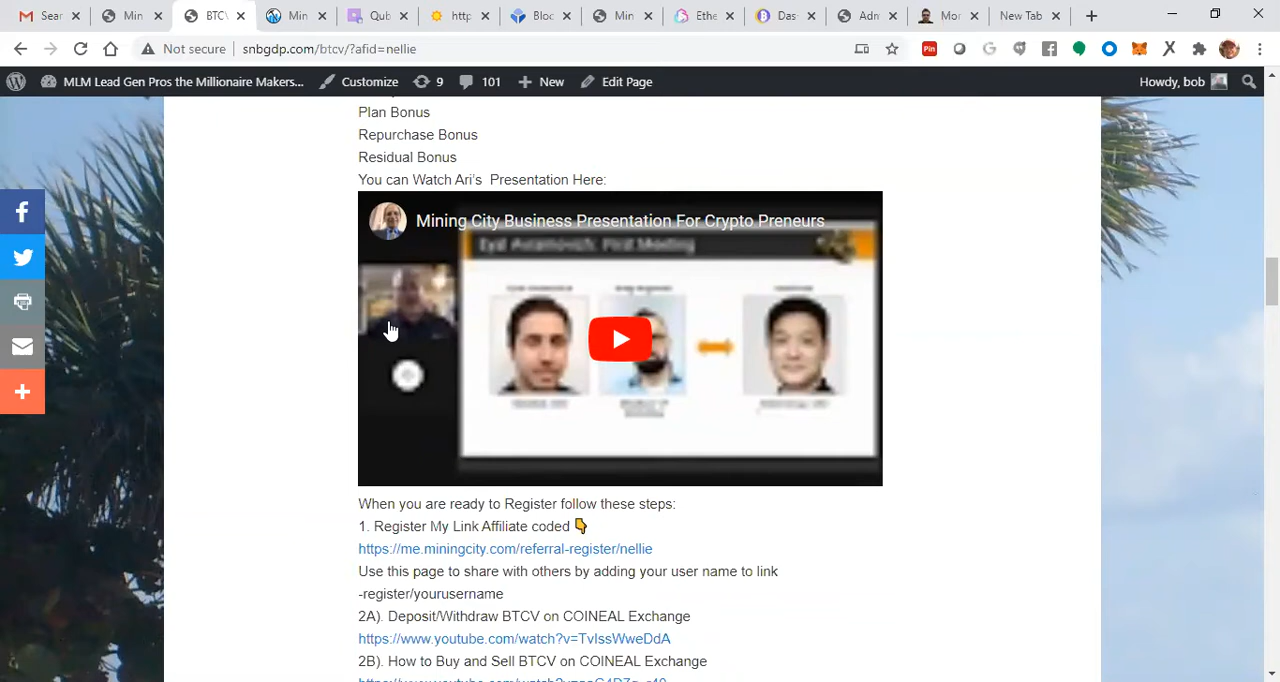 Sear
Min
BTCV
Min
Qub
http
Bloc
Min
Ethe
Das
Adm
Mor
New Tab
Not secure
snbgdp.com/btcv/?afid=nellie
Pin
MLM Lead Gen Pros the Millionaire Makers...
Customize
9
101
New
Edit Page
Howdy, bob
Plan Bonus
Repurchase Bonus
Residual Bonus
You can Watch Ari's Presentation Here:
Mining City Business Presentation For Crypto Preneurs
Eyal Avramovich: First Meeting
When you are ready to Register follow these steps:
1. Register My Link Affiliate coded 👇
https://me.miningcity.com/referral-register/nellie
Use this page to share with others by adding your user name to link
-register/yourusername
2A). Deposit/Withdraw BTCV on COINEAL Exchange
https://www.youtube.com/watch?v=TvIssWweDdA
2B). How to Buy and Sell BTCV on COINEAL Exchange